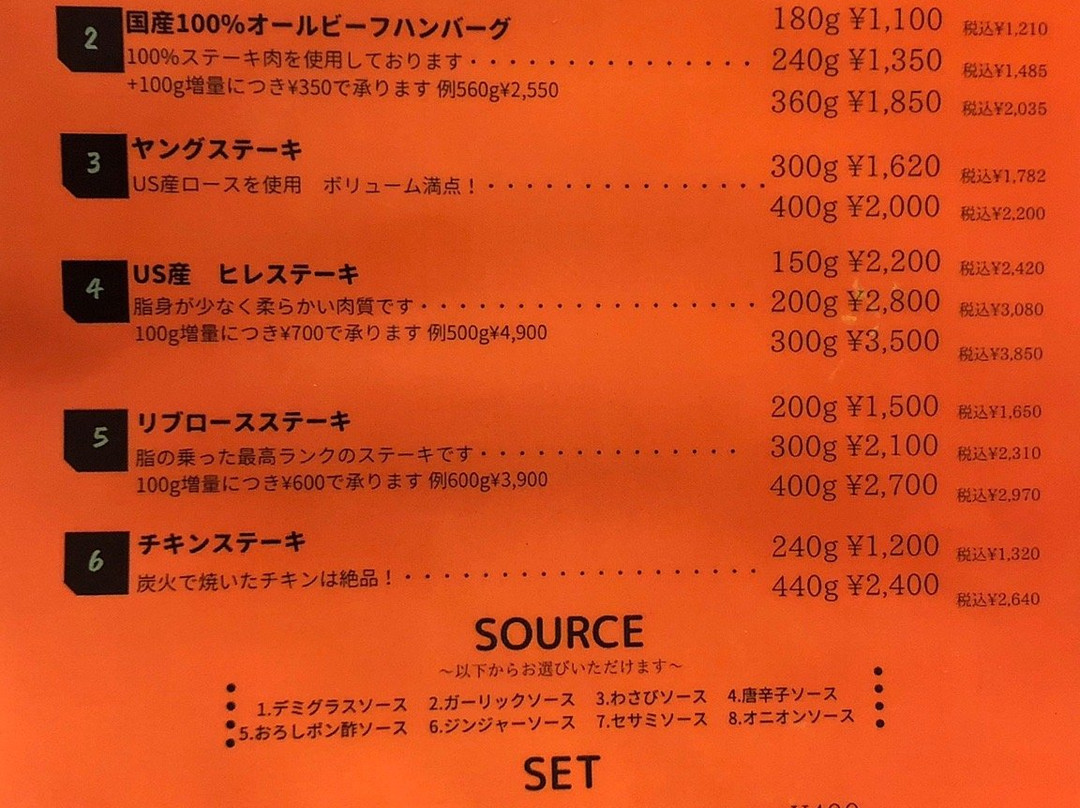 2 国産100%オールビーフハンバーグ 180g ¥1,100 税込¥1,210
100%ステーキ肉を使用しております・・・・・・・・・・・・・・・・・ 240g ¥1,350 税込¥1,485
+100g増量につき¥350で承ります 例560g¥2,550 360g ¥1,850 税込¥2,035
3 ヤングステーキ 300g ¥1,620 税込¥1,782
US産ロースを使用　ボリューム満点！・・・・・・・・・・・・・・・・・ 400g ¥2,000 税込¥2,200
4 US産　ヒレステーキ 150g ¥2,200 税込¥2,420
脂身が少なく柔らかい肉質です・・・・・・・・・・・・・・・・・・・・ 200g ¥2,800 税込¥3,080
100g増量につき¥700で承ります 例500g¥4,900 300g ¥3,500 税込¥3,850
5 リブロースステーキ 200g ¥1,500 税込¥1,650
脂の乗った最高ランクのステーキです・・・・・・・・・・・・・・・ 300g ¥2,100 税込¥2,310
100g増量につき¥600で承ります 例600g¥3,900 400g ¥2,700 税込¥2,970
6 チキンステーキ 240g ¥1,200 税込¥1,320
炭火で焼いたチキンは絶品！・・・・・・・・・・・・・・・・・・・・・ 440g ¥2,400 税込¥2,640
SOURCE
～以下からお選びいただけます～
1.デミグラスソース 2.ガーリックソース 3.わさびソース 4.唐辛子ソース
5.おろしポン酢ソース 6.ジンジャーソース 7.セサミソース 8.オニオンソース
SET